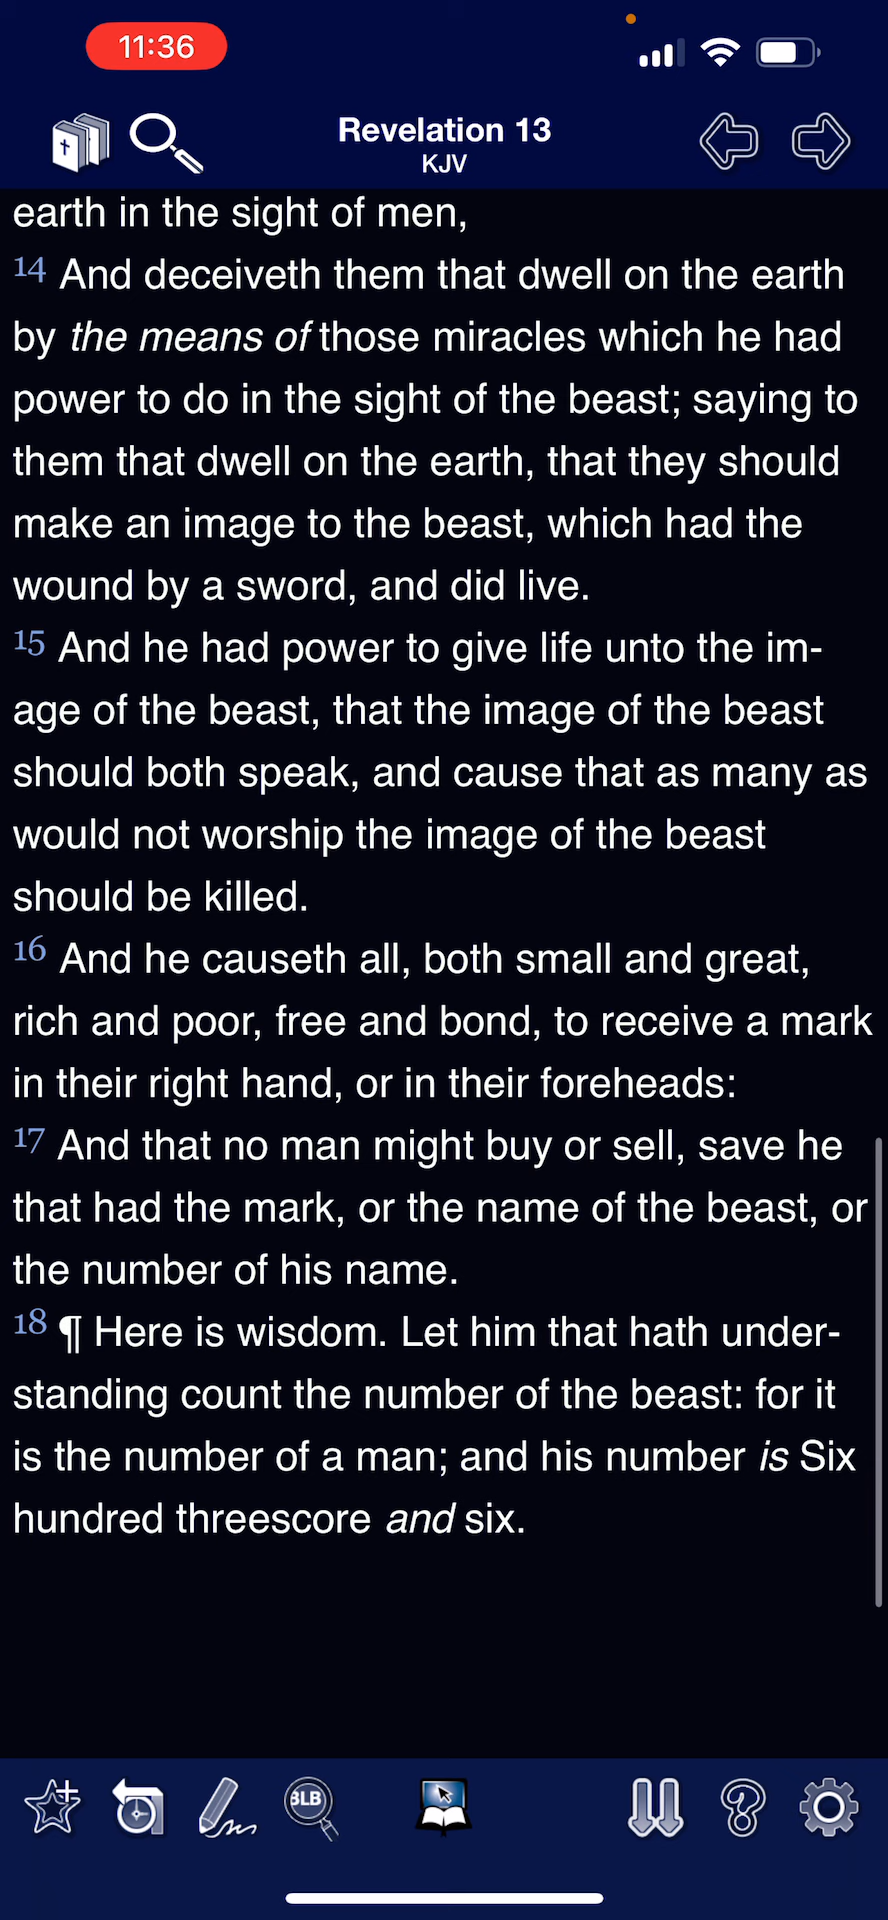 11:36
Revelation 13
KJV
earth in the sight of men,
14 And deceiveth them that dwell on the earth
by the means of those miracles which he had
power to do in the sight of the beast; saying to
them that dwell on the earth, that they should
make an image to the beast, which had the
wound by a sword, and did live.
15 And he had power to give life unto the im-
age of the beast, that the image of the beast
should both speak, and cause that as many as
would not worship the image of the beast
should be killed.
16 And he causeth all, both small and great,
rich and poor, free and bond, to receive a mark
in their right hand, or in their foreheads:
17 And that no man might buy or sell, save he
that had the mark, or the name of the beast, or
the number of his name.
18 ¶ Here is wisdom. Let him that hath under-
standing count the number of the beast: for it
is the number of a man; and his number is Six
hundred threescore and six.
BLB